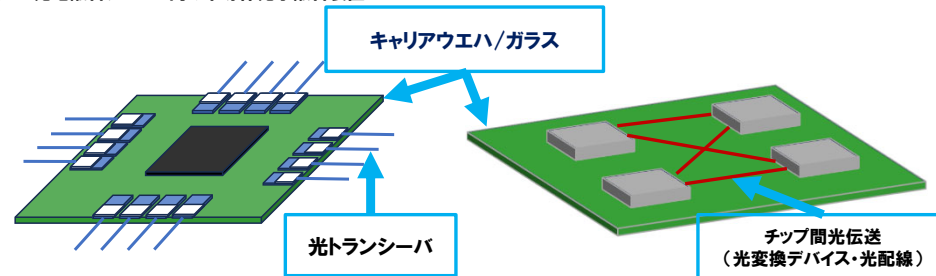 キャリアウエハ/ガラス
光トランシーバ
チップ間光伝送
（光変換デバイス・光配線）